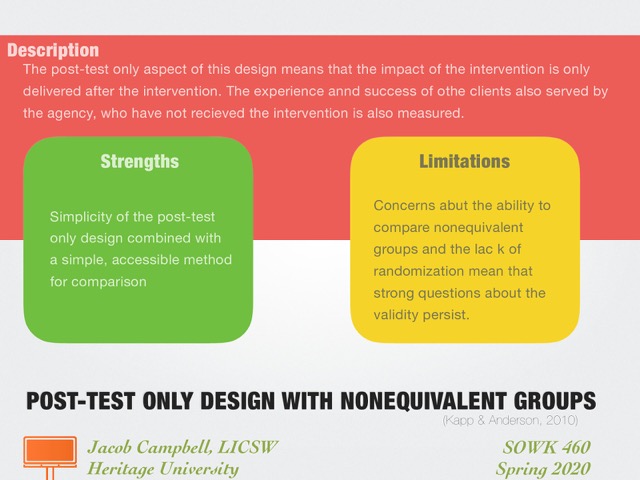 Description
The post-test only aspect of this design means that the impact of the intervention is only
delivered after the intervention. The experience annd success of othe clients also served by
the agency, who have not recieved the intervention is also measured.
Strengths
Simplicity of the post-test
only design combined with
a simple, accessible method
for comparison
Limitations
Concerns abut the ability to
compare nonequivalent
groups and the lac k of
randomization mean that
strong questions about the
validity persist.
POST-TEST ONLY DESIGN WITH NONEQUIVALENT GROUPS
(Kapp & Anderson, 2010)
Jacob Campbell, LICSW
Heritage University
SOWK 460
Spring 2020